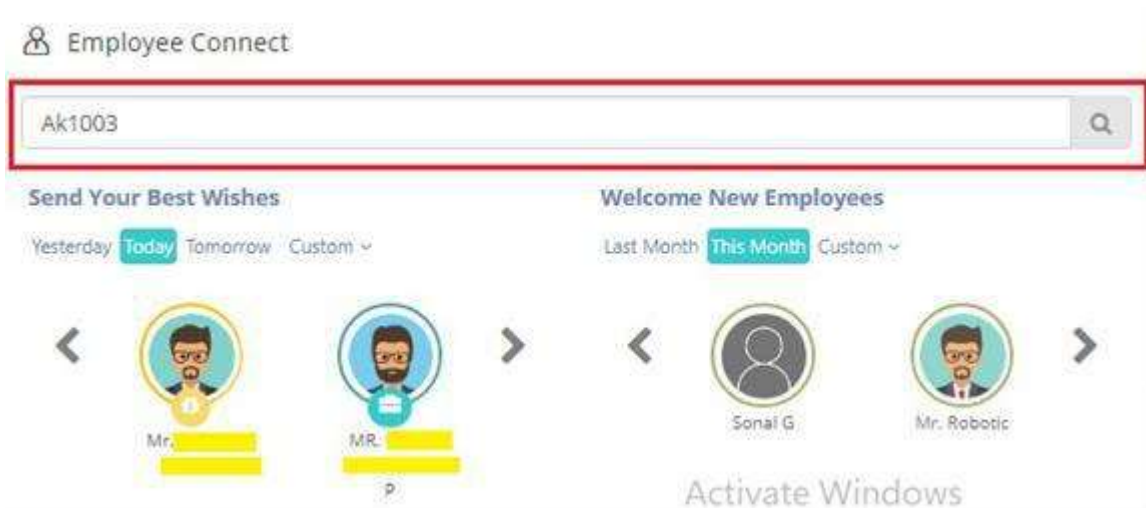 Employee Connect
Ak1003
Send Your Best Wishes
Yesterday Today Tomorrow Custom
Mr.
MR.
P
Welcome New Employees
Last Month This Month Custom
Sonal G
Mr. Robotic
Activate Windows